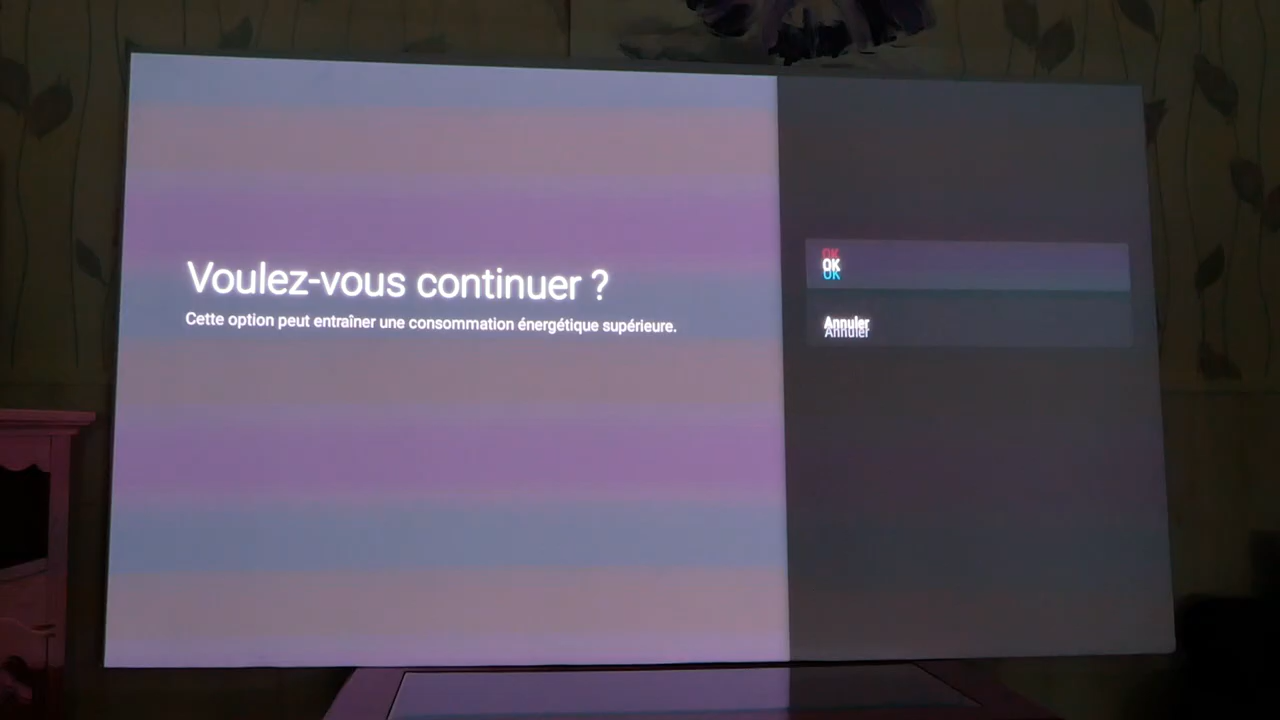 Voulez-vous continuer ?
Cette option peut entraîner une consommation énergétique supérieure.
OK
Annuler